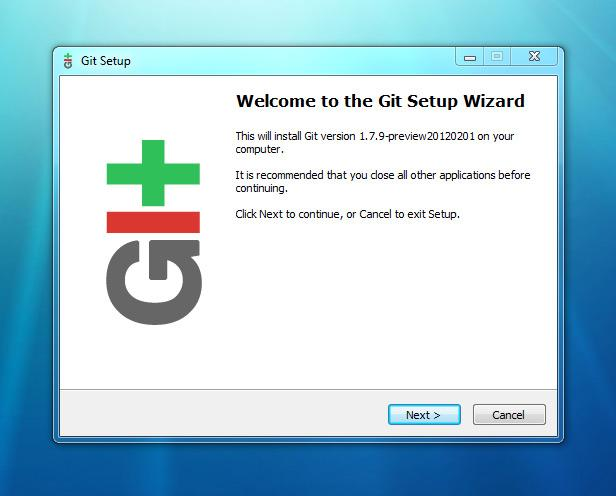 Git Setup
Welcome to the Git Setup Wizard
This will install Git version 1.7.9-preview20120201 on your
computer.
It is recommended that you close all other applications before
continuing.
Click Next to continue, or Cancel to exit Setup.
GIt
Next >
Cancel